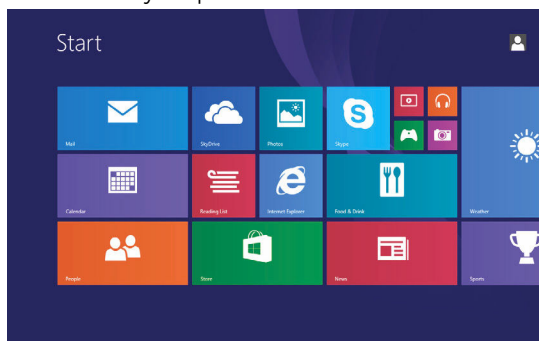 Start
Mail
SkyDrive
Photos
Skype
Calendar
Reading List
Internet Explorer
Food & Drink
Weather
People
Store
News
Sports